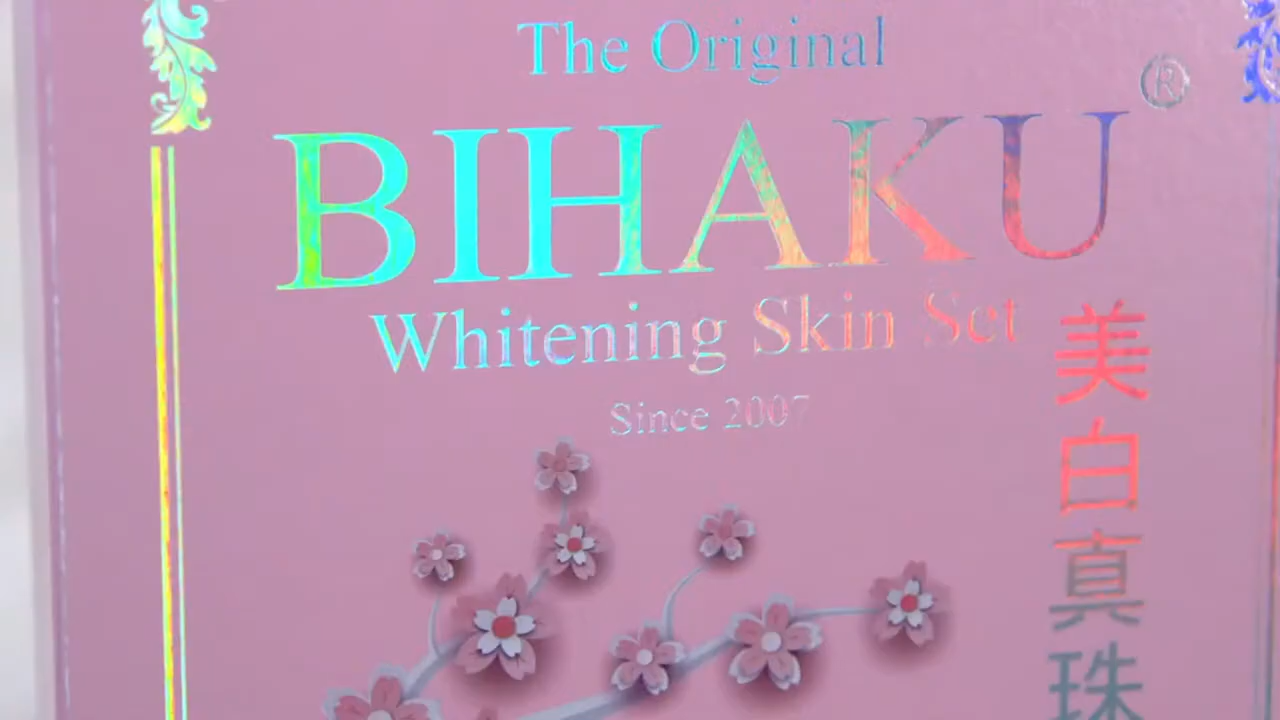 The Original
BIHAKU®
Whitening Skin Set
Since 2007
美白真珠